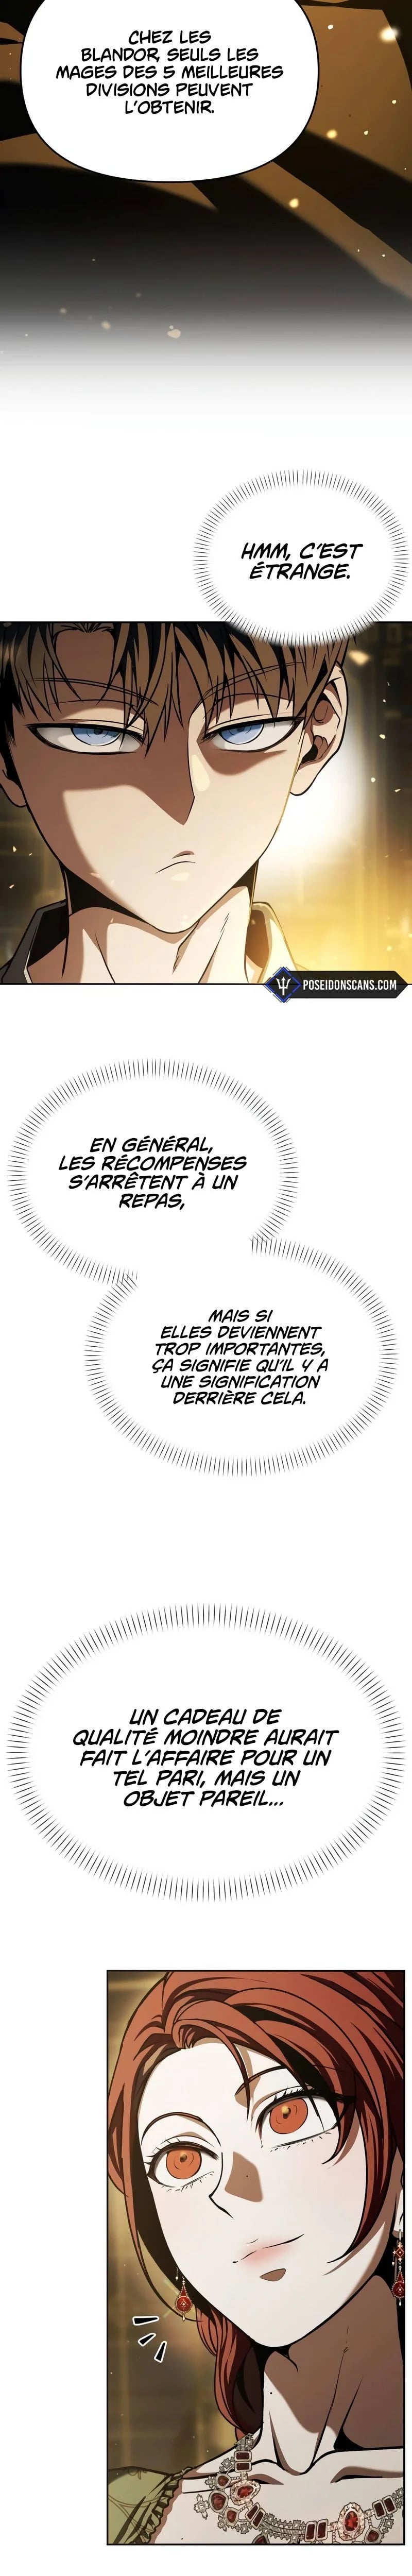 CHEZ LES
BLANDOR, SEULS LES
MAGES DES 5 MEILLEURES
DIVISIONS PEUVENT
L'OBTENIR.
HMM, C'EST
ÉTRANGE.
POSEIDONSCANS.COM
EN GÉNÉRAL,
LES RÉCOMPENSES
S'ARRÊTENT À UN
REPAS,
MAIS SI
ELLES DEVIENNENT
TROP IMPORTANTES,
ÇA SIGNIFIE QU'IL Y A
UNE SIGNIFICATION
DERRIÈRE CELA.
UN CADEAU DE
QUALITÉ MOINDRE AURAIT
FAIT L'AFFAIRE POUR UN
TEL PARI, MAIS UN
OBJET PAREIL...